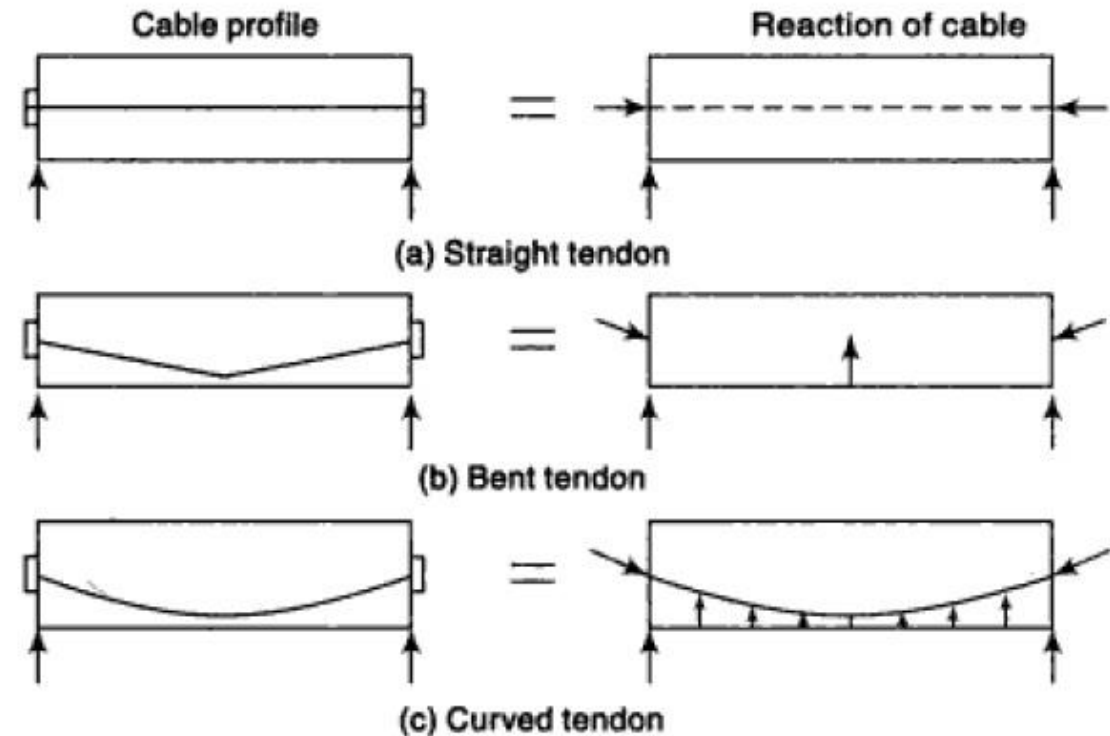 Cable profile
Reaction of cable
=
(a) Straight tendon
=
(b) Bent tendon
=
(c) Curved tendon